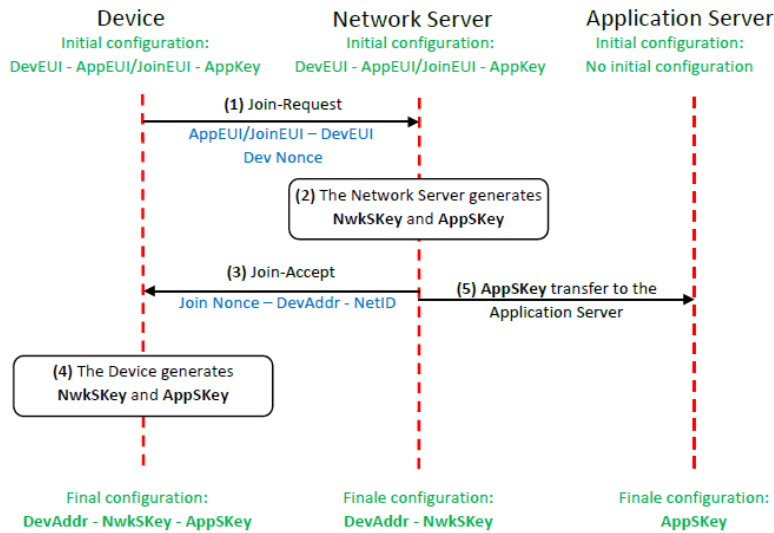 Device
Network Server
Application Server
Initial configuration:
DevEUI - AppEUI/JoinEUI - AppKey
Initial configuration:
DevEUI - AppEUI/JoinEUI - AppKey
Initial configuration:
No initial configuration
(1) Join-Request
AppEUI/JoinEUI – DevEUI
Dev Nonce
(2) The Network Server generates
NwkSKey and AppSKey
(3) Join-Accept
Join Nonce – DevAddr - NetID
(5) AppSKey transfer to the
Application Server
(4) The Device generates
NwkSKey and AppSKey
Final configuration:
DevAddr - NwkSKey - AppSKey
Finale configuration:
DevAddr - NwkSKey
Finale configuration:
AppSKey